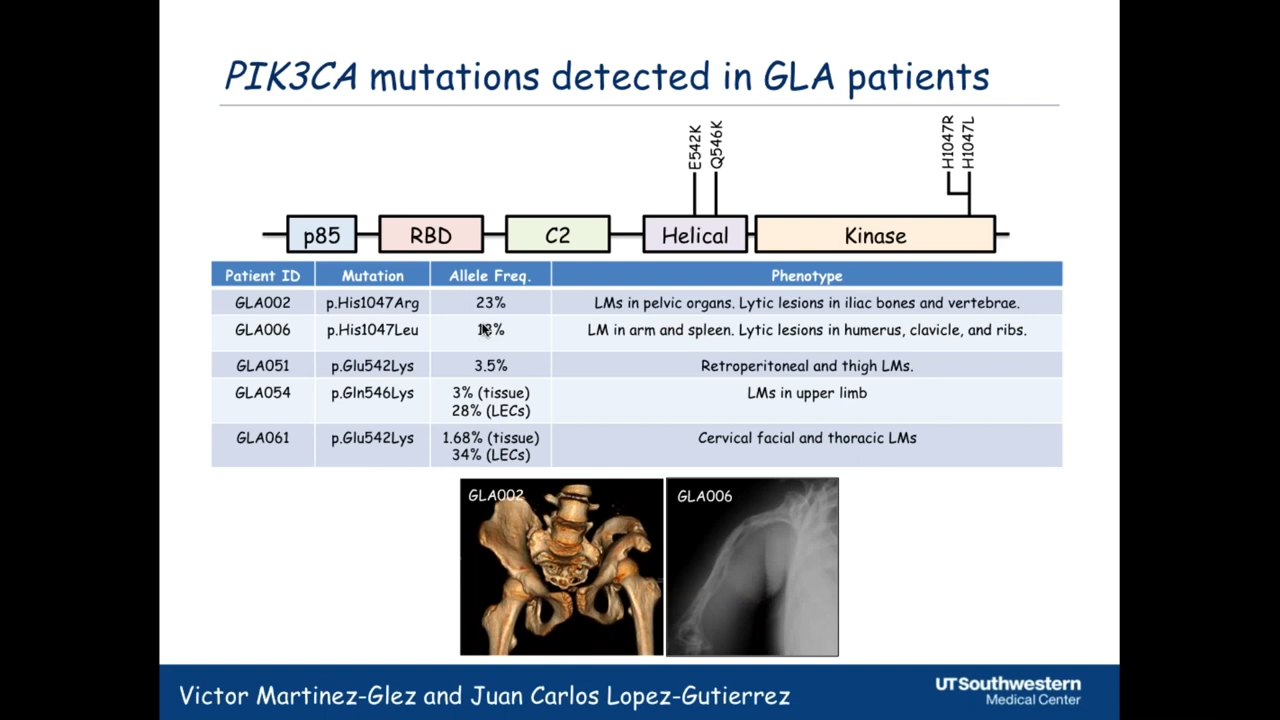 PIK3CA mutations detected in GLA patients
E542K
Q546K
H1047R
H1047L
p85 RBD C2 Helical Kinase
Patient ID Mutation Allele Freq. Phenotype
GLA002 p.His1047Arg 23% LMs in pelvic organs. Lytic lesions in iliac bones and vertebrae.
GLA006 p.His1047Leu LM in arm and spleen. Lytic lesions in humerus, clavicle, and ribs.
GLA051 p.Glu542Lys 3.5% Retroperitoneal and thigh LMs.
GLA054 p.Gln546Lys 3% (tissue) LMs in upper limb
28% (LECs)
GLA061 p.Glu542Lys 1.68% (tissue) Cervical facial and thoracic LMs
34% (LECs)
GLA002
GLA006
Victor Martinez-Glez and Juan Carlos Lopez-Gutierrez
UTSouthwestern
Medical Center